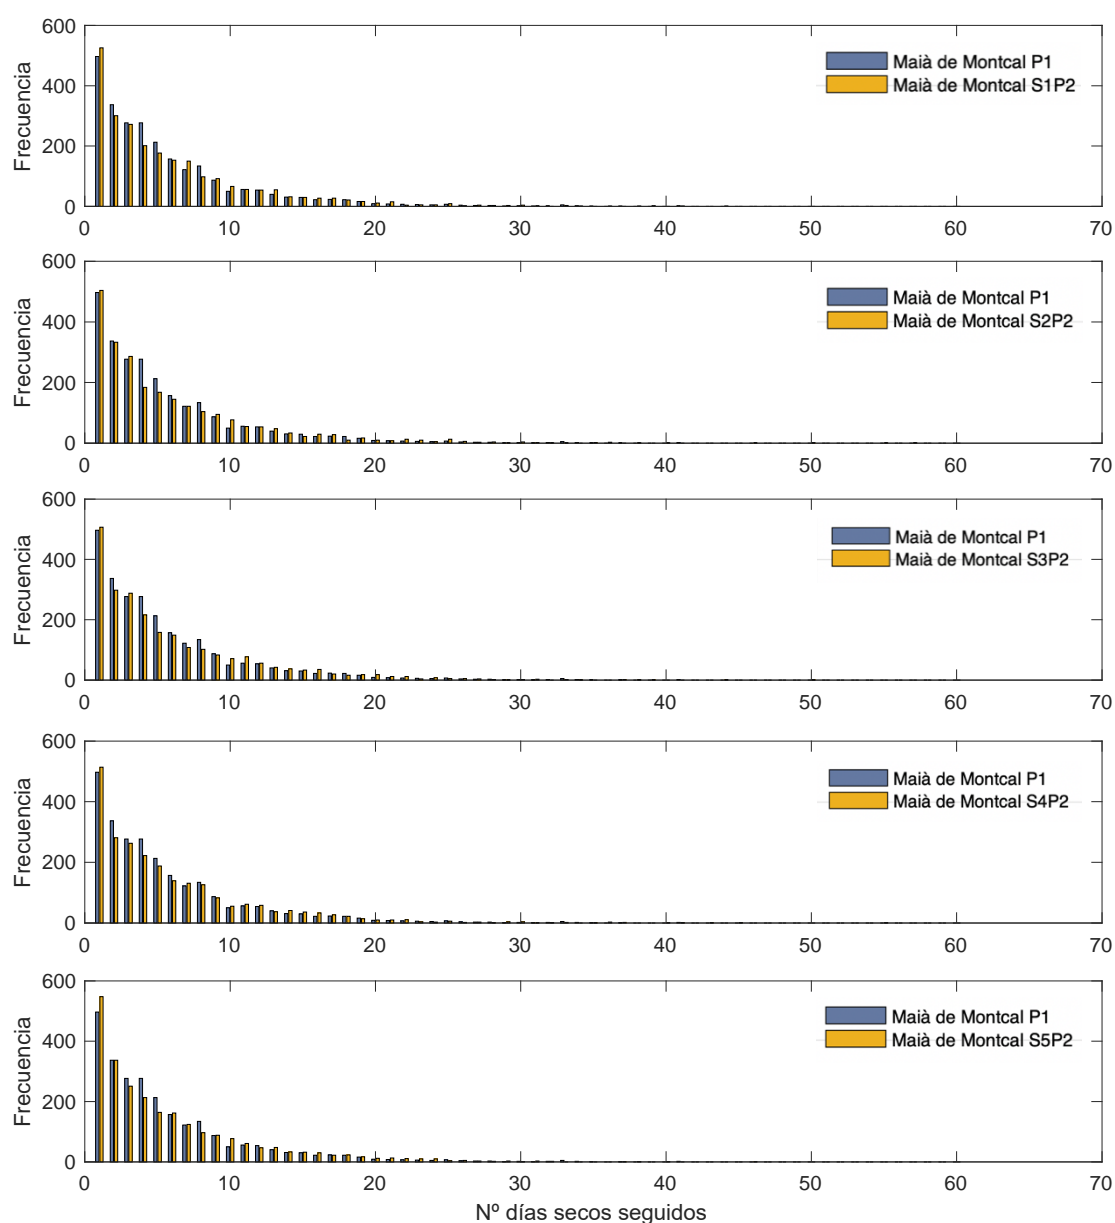 600
400
200
0
Frecuencia
Maià de Montcal P1
Maià de Montcal S1P2
0 10 20 30 40 50 60 70
600
400
200
0
Frecuencia
Maià de Montcal P1
Maià de Montcal S2P2
0 10 20 30 40 50 60 70
600
400
200
0
Frecuencia
Maià de Montcal P1
Maià de Montcal S3P2
0 10 20 30 40 50 60 70
600
400
200
0
Frecuencia
Maià de Montcal P1
Maià de Montcal S4P2
0 10 20 30 40 50 60 70
600
400
200
0
Frecuencia
Maià de Montcal P1
Maià de Montcal S5P2
0 10 20 30 40 50 60 70
Nº días secos seguidos